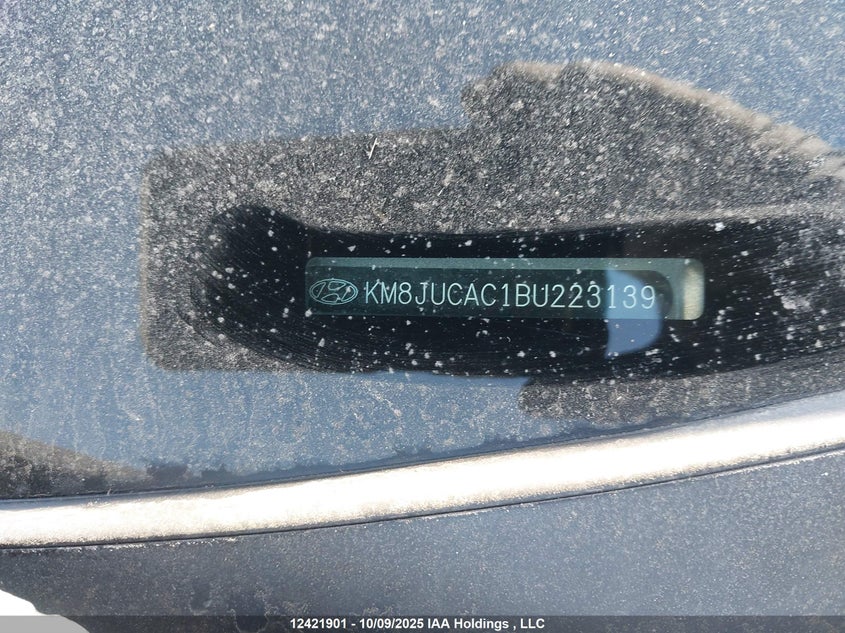 KM8JUCAC1BU223139
12421901 - 10/09/2025 IAA Holdings , LLC